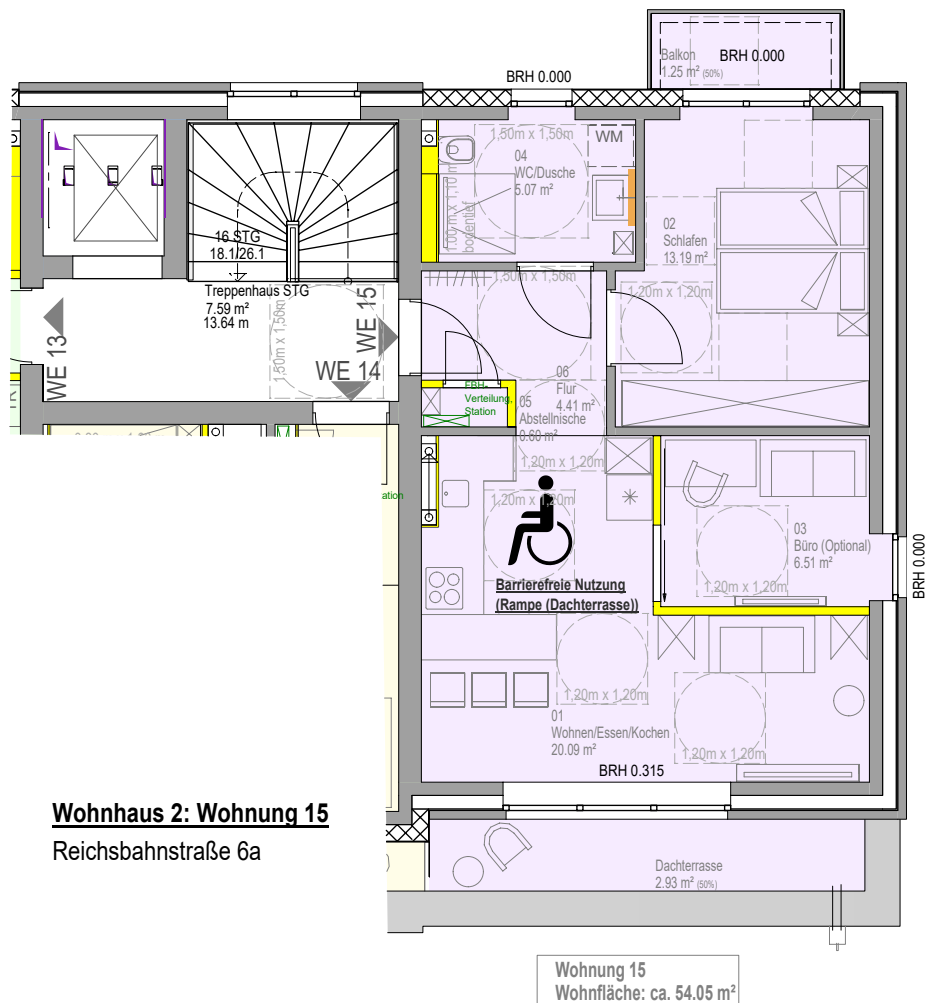 Balkon
1.25 m² (50%)
BRH 0.000
BRH 0.000
1,50m x 1,50m
WM
04
WC/Dusche
5.07 m²
1.00 m x 1,10 m
bodentief
02
Schlafen
13.19 m²
16 STG
18.1/26.1
Treppenhaus STG
7.59 m²
13.64 m
1,50m x 1,50m
1,50m x 1,50m
1,20m x 1,20m
WE 13
WE 15
WE 14
FBH-
Verteilung,
Station
06
Flur
4.41 m²
05
Abstellnische
0.60 m²
1,20m x 1,20m
1,20m x 1,20m
ation
03
Büro (Optional)
6.51 m²
1,20m x 1,20m
BRH 0.000
Barrierefreie Nutzung
(Rampe (Dachterrasse))
1,20m x 1,20m
01
Wohnen/Essen/Kochen
20.09 m²
1,20m x 1,20m
BRH 0.315
Wohnhaus 2: Wohnung 15
Reichsbahnstraße 6a
Dachterrasse
2.93 m² (50%)
Wohnung 15
Wohnfläche: ca. 54.05 m²